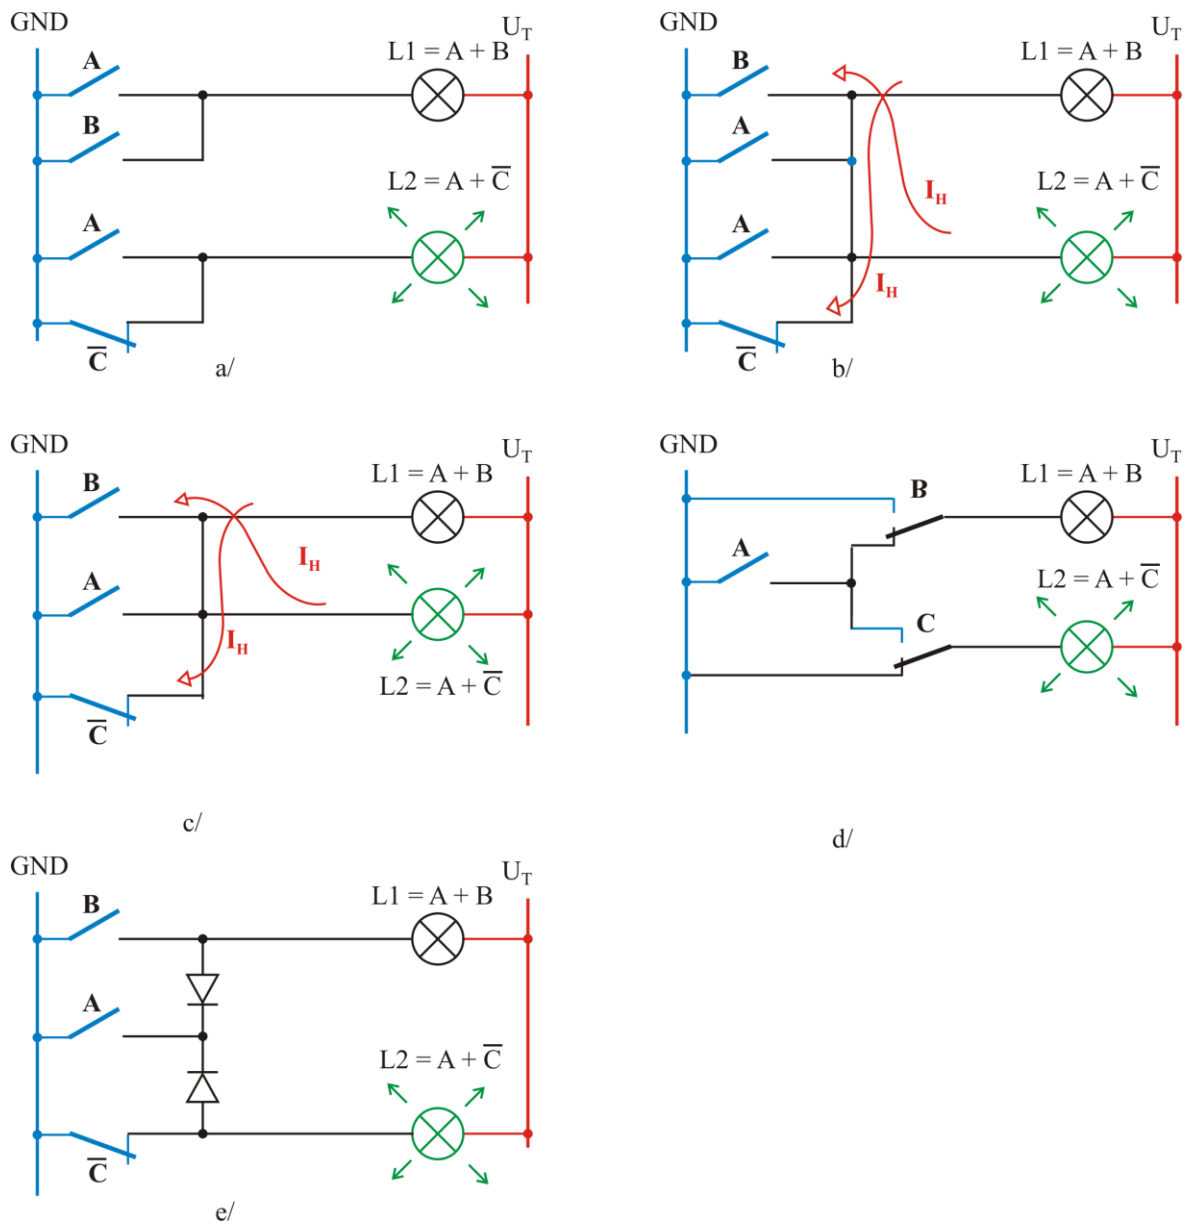 GND
U_T
A
L1 = A + B
B
L2 = A + C̅
A
C̅
a/
GND
U_T
B
L1 = A + B
A
L2 = A + C̅
I_H
A
I_H
C̅
b/
GND
U_T
B
L1 = A + B
I_H
A
I_H
L2 = A + C̅
C̅
c/
GND
U_T
B
L1 = A + B
A
L2 = A + C̅
C
d/
GND
U_T
B
L1 = A + B
A
L2 = A + C̅
C̅
e/